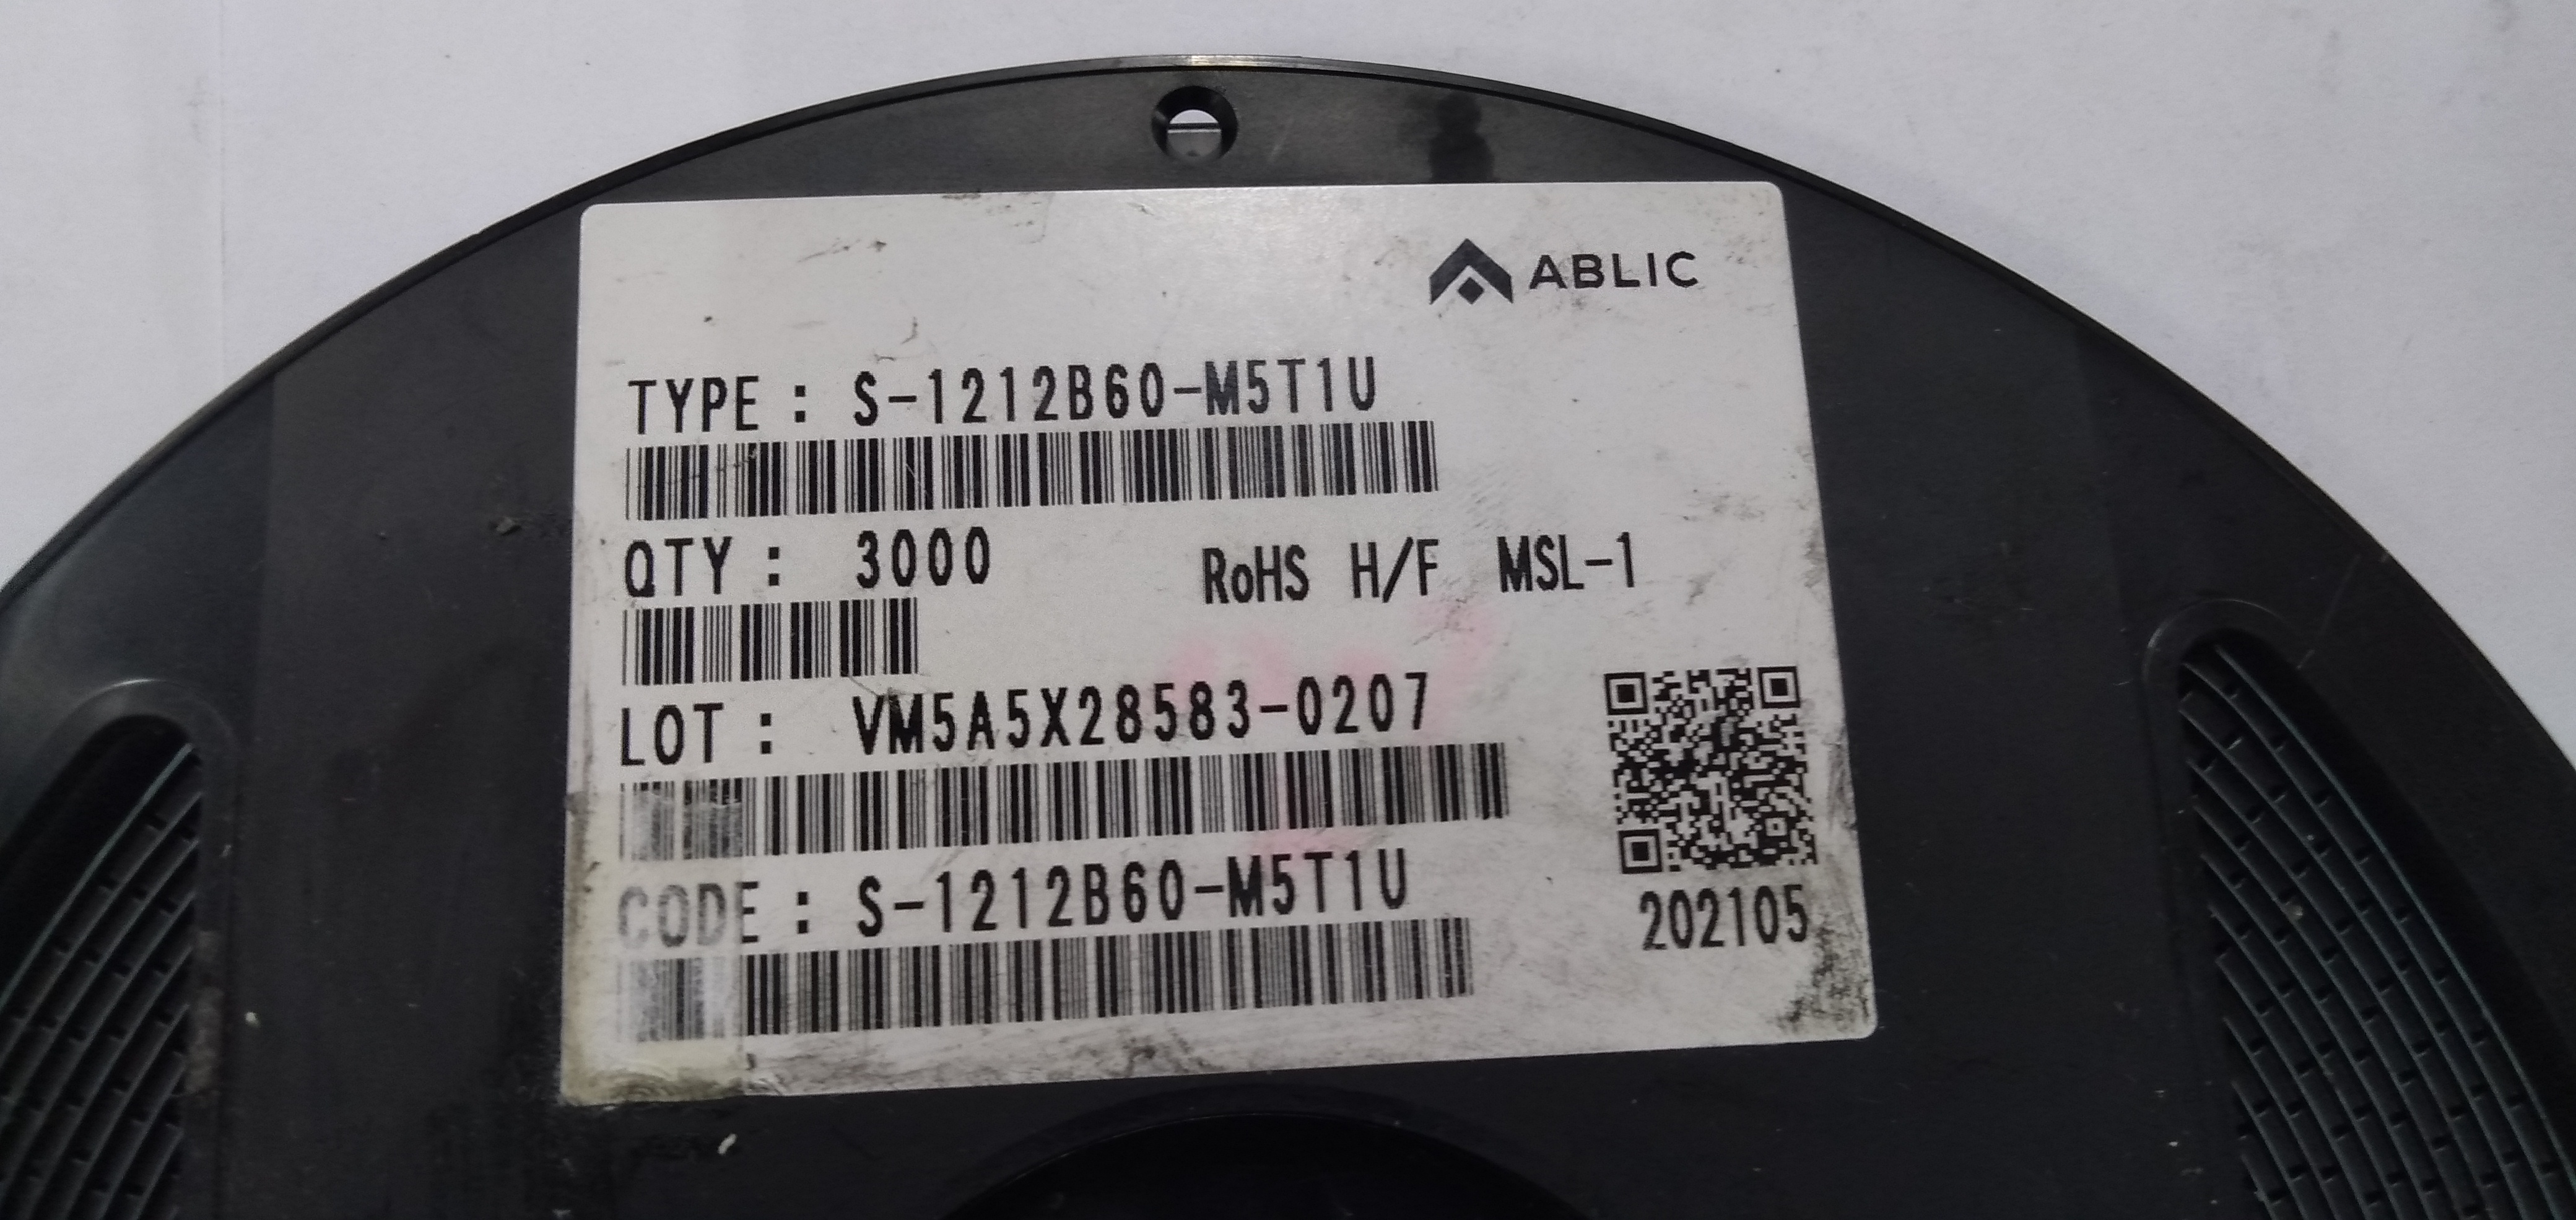 ABLIC
TYPE : S-1212B60-M5T1U
QTY : 3000 RoHS H/F MSL-1
LOT : VM5A5X28583-0207
CODE : S-1212B60-M5T1U
202105